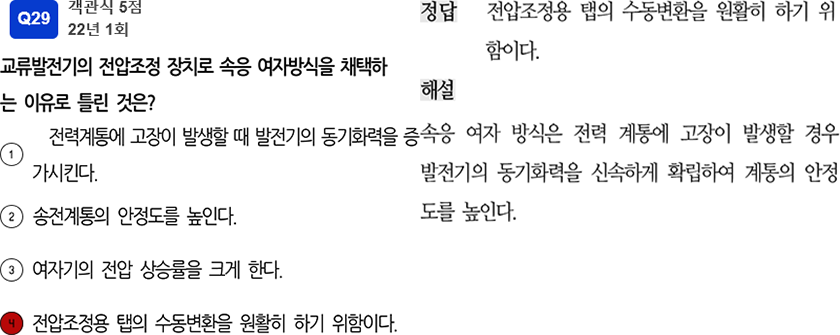 Q29
객관식 5점
22년 1회
교류발전기의 전압조정 장치로 속응 여자방식을 채택하
는 이유로 틀린 것은?
1 전력계통에 고장이 발생할 때 발전기의 동기화력을 증
가시킨다.
2 송전계통의 안정도를 높인다.
3 여자기의 전압 상승률을 크게 한다.
4 전압조정용 탭의 수동변환을 원활히 하기 위함이다.
정답 전압조정용 탭의 수동변환을 원활히 하기 위
함이다.
해설
속응 여자 방식은 전력 계통에 고장이 발생할 경우
발전기의 동기화력을 신속하게 확립하여 계통의 안정
도를 높인다.